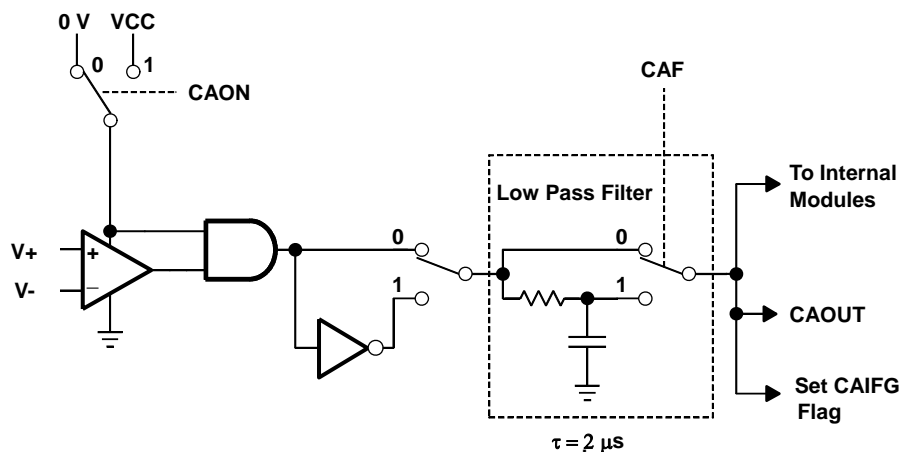 0 V VCC
0 1
CAON
CAF
Low Pass Filter
To Internal
Modules
V+
V-
+
−
0
1
0
1
CAOUT
Set CAIFG
Flag
τ = 2 μs